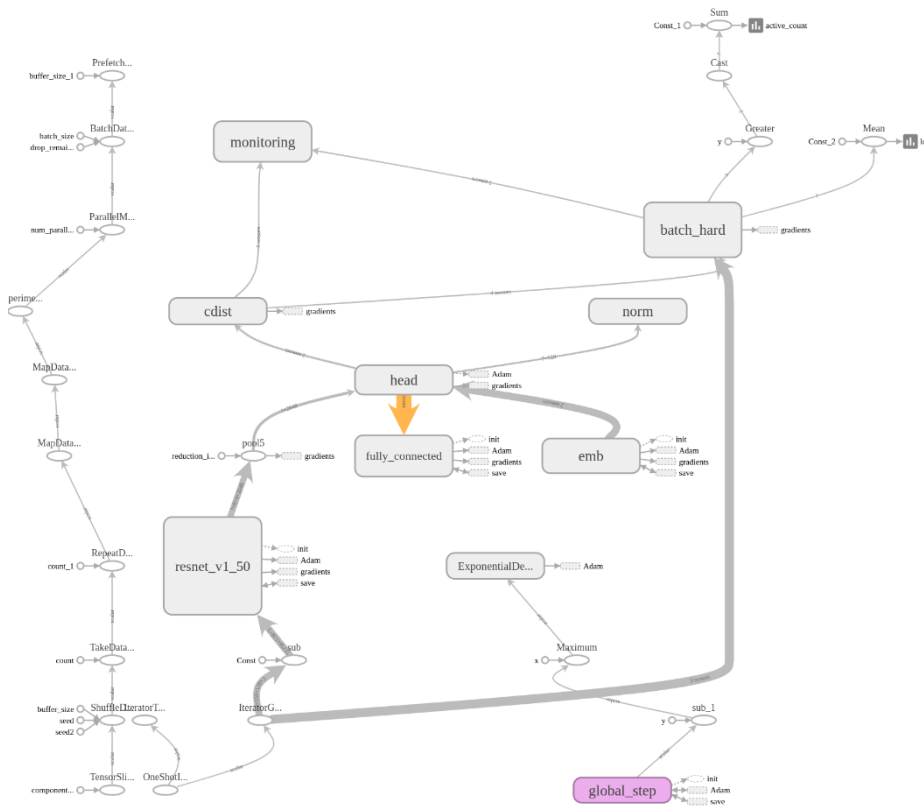 Sum
Const_1
active_count
Prefetch...
buffer_size_1
Cast
BatchDat...
batch_size
drop_remai...
monitoring
Greater
y
Mean
Const_2
ParallelM...
num_parall...
batch_hard
gradients
perime...
cdist
gradients
norm
MapData...
head
Adam
gradients
MapData...
pool5
reduction_i...
gradients
fully_connected
init
Adam
gradients
save
emb
init
Adam
gradients
save
RepeatD...
count_1
resnet_v1_50
init
Adam
gradients
save
ExponentialDe...
Adam
TakeData...
count
Const
sub
Maximum
x
buffer_size
seed
seed2
ShuffleD...
IteratorT...
IteratorG...
sub_1
y
TensorSli...
component...
OneShotI...
global_step
init
Adam
save